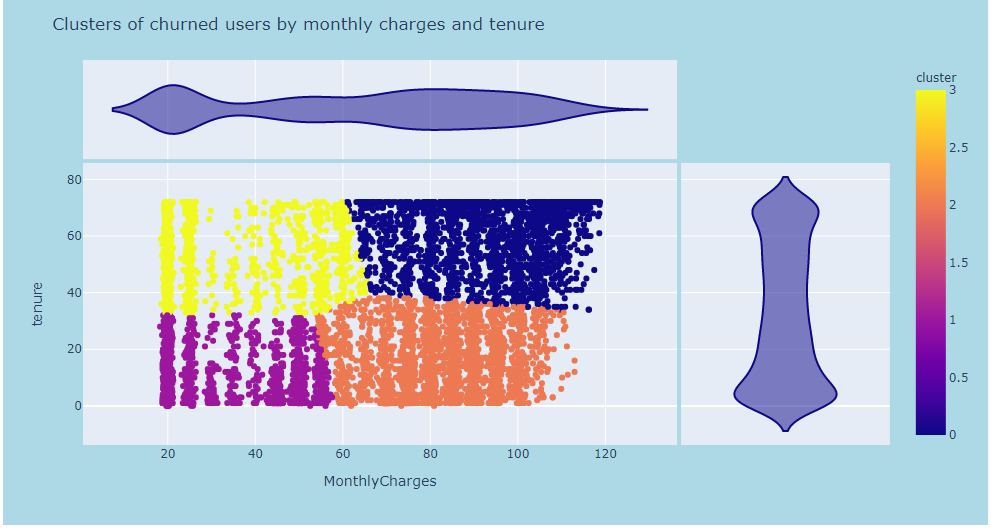 Clusters of churned users by monthly charges and tenure
cluster
3
2.5
2
1.5
1
0.5
0
80
60
40
20
0
tenure
20 40 60 80 100 120
MonthlyCharges